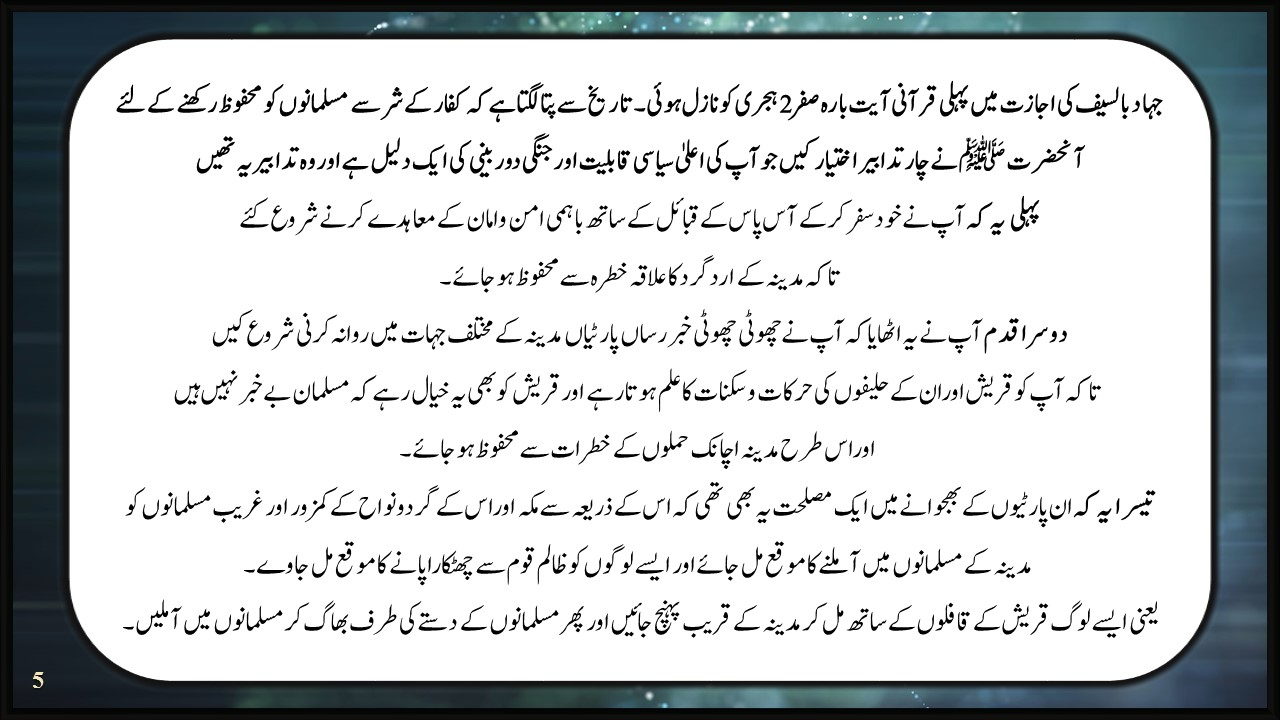 جہاد بالسیف کی اجازت میں پہلی قرآنی آیت بارہ صفر 2 ہجری کو نازل ہوئی۔ تاریخ سے پتا لگتا ہے کہ کفار کے شر سے مسلمانوں کو محفوظ رکھنے کے لئے
آنحضرت ﷺ نے چار تدابیر اختیار کیں جو آپ کی اعلیٰ سیاسی قابلیت اور جنگی دور بینی کی ایک دلیل ہے اور وہ تدابیر یہ تھیں
پہلی یہ کہ آپ نے خود سفر کرکے آس پاس کے قبائل کے ساتھ باہمی امن و امان کے معاہدے کرنے شروع کئے
تاکہ مدینہ کے ارد گرد کا علاقہ خطرہ سے محفوظ ہو جائے۔
دوسرا قدم آپ نے یہ اٹھایا کہ آپ نے چھوٹی چھوٹی خبر رساں پارٹیاں مدینہ کے مختلف جہات میں روانہ کرنی شروع کیں
تاکہ آپ کو قریش اور ان کے حلیفوں کی حرکات و سکنات کا علم ہوتا رہے اور قریش کو بھی یہ خیال رہے کہ مسلمان بے خبر نہیں ہیں
اور اس طرح مدینہ اچانک حملوں کے خطرات سے محفوظ ہو جائے۔
تیسرا یہ کہ ان پارٹیوں کے بھجوانے میں ایک مصلحت یہ بھی تھی کہ اس کے ذریعہ سے مکہ اور اس کے گرد و نواح کے کمزور اور غریب مسلمانوں کو
مدینہ کے مسلمانوں میں آ ملنے کا موقع مل جائے اور ایسے لوگوں کو ظالم قوم سے چھٹکارا پانے کا موقع مل جاوے۔
یعنی ایسے لوگ قریش کے قافلوں کے ساتھ مل کر مدینہ کے قریب پہنچ جائیں اور پھر مسلمانوں کے دستے کی طرف بھاگ کر مسلمانوں میں آملیں۔
5